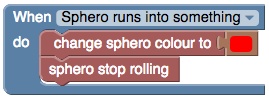 When Sphero runs into something
do change sphero colour to
sphero stop rolling